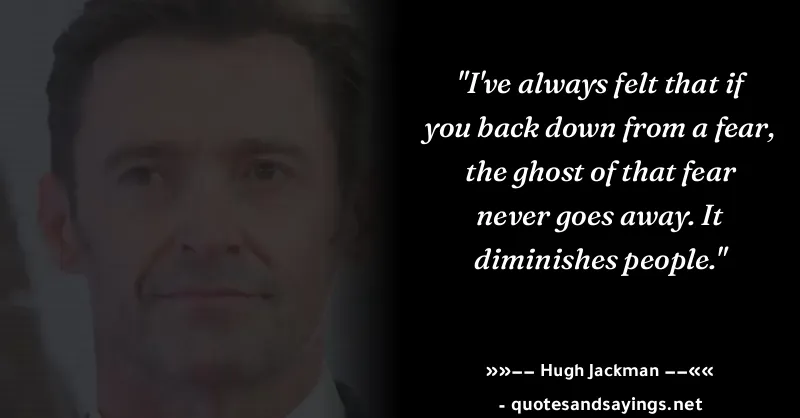 "I've always felt that if
you back down from a fear,
the ghost of that fear
never goes away. It
diminishes people."
»»–– Hugh Jackman ––««
- quotesandsayings.net